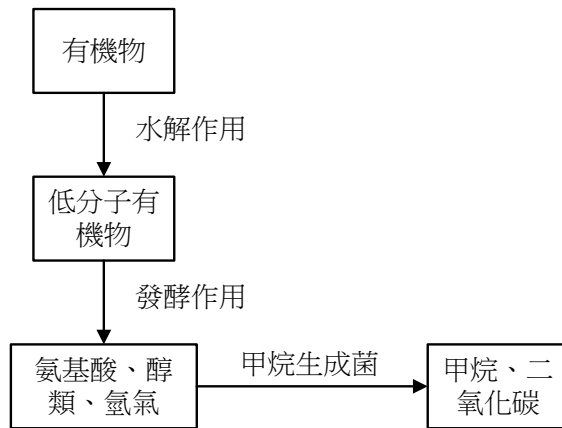 有機物
水解作用
低分子有
機物
發酵作用
氨基酸、醇
類、氫氣
甲烷生成菌
甲烷、二
氧化碳